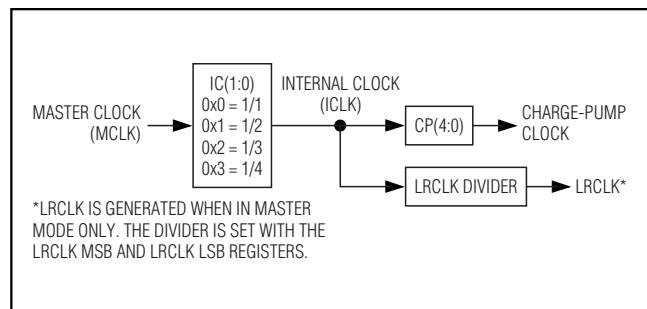 MASTER CLOCK
(MCLK)
IC(1:0)
0x0 = 1/1
0x1 = 1/2
0x2 = 1/3
0x3 = 1/4
INTERNAL CLOCK
(ICLK)
CP(4:0)
CHARGE-PUMP
CLOCK
LRCLK DIVIDER
LRCLK*
*LRCLK IS GENERATED WHEN IN MASTER
MODE ONLY. THE DIVIDER IS SET WITH THE
LRCLK MSB AND LRCLK LSB REGISTERS.